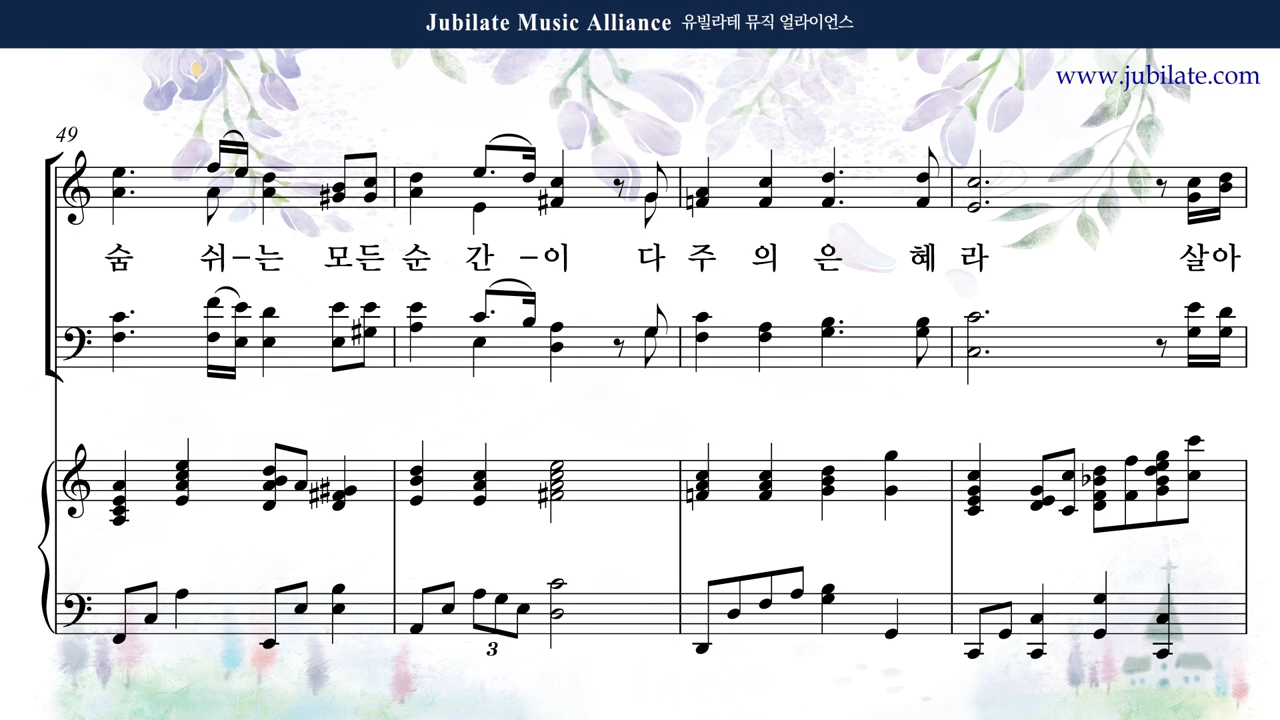 Jubilate Music Alliance 유빌라테 뮤직 얼라이언스
www.jubilate.com
49
숨 쉬-는 모든 순 간 -이 다 주 의 은 혜 라 살아
3